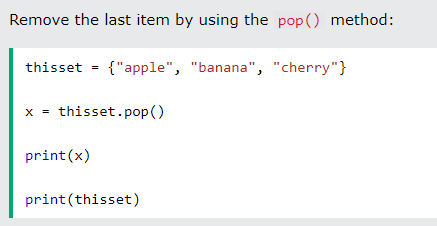 Remove the last item by using the pop() method:
thisset = {"apple", "banana", "cherry"}
x = thisset.pop()
print(x)
print(thisset)